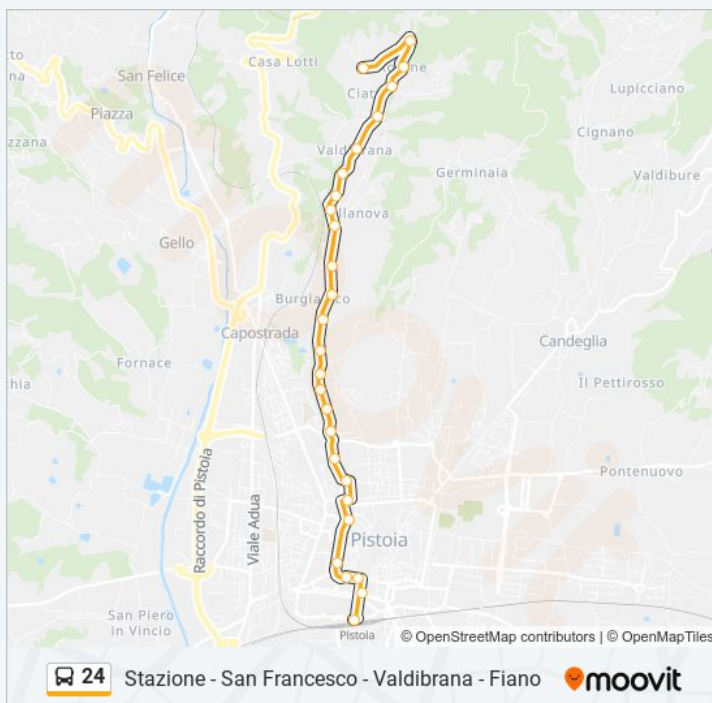 Casa Lotti
San Felice
Lupicciano
Piazza
Cignano
Valdibrana
Valdibure
Germinaia
Gello
Capostrada
Candeglia
Fornace
Il Pettirosso
Pontenuovo
Raccordo di Pistoia
Viale Adua
Pistoia
San Piero
in Vincio
Pistoia
© OpenStreetMap contributors | © OpenMapTiles
24 Stazione - San Francesco - Valdibrana - Fiano
moovit